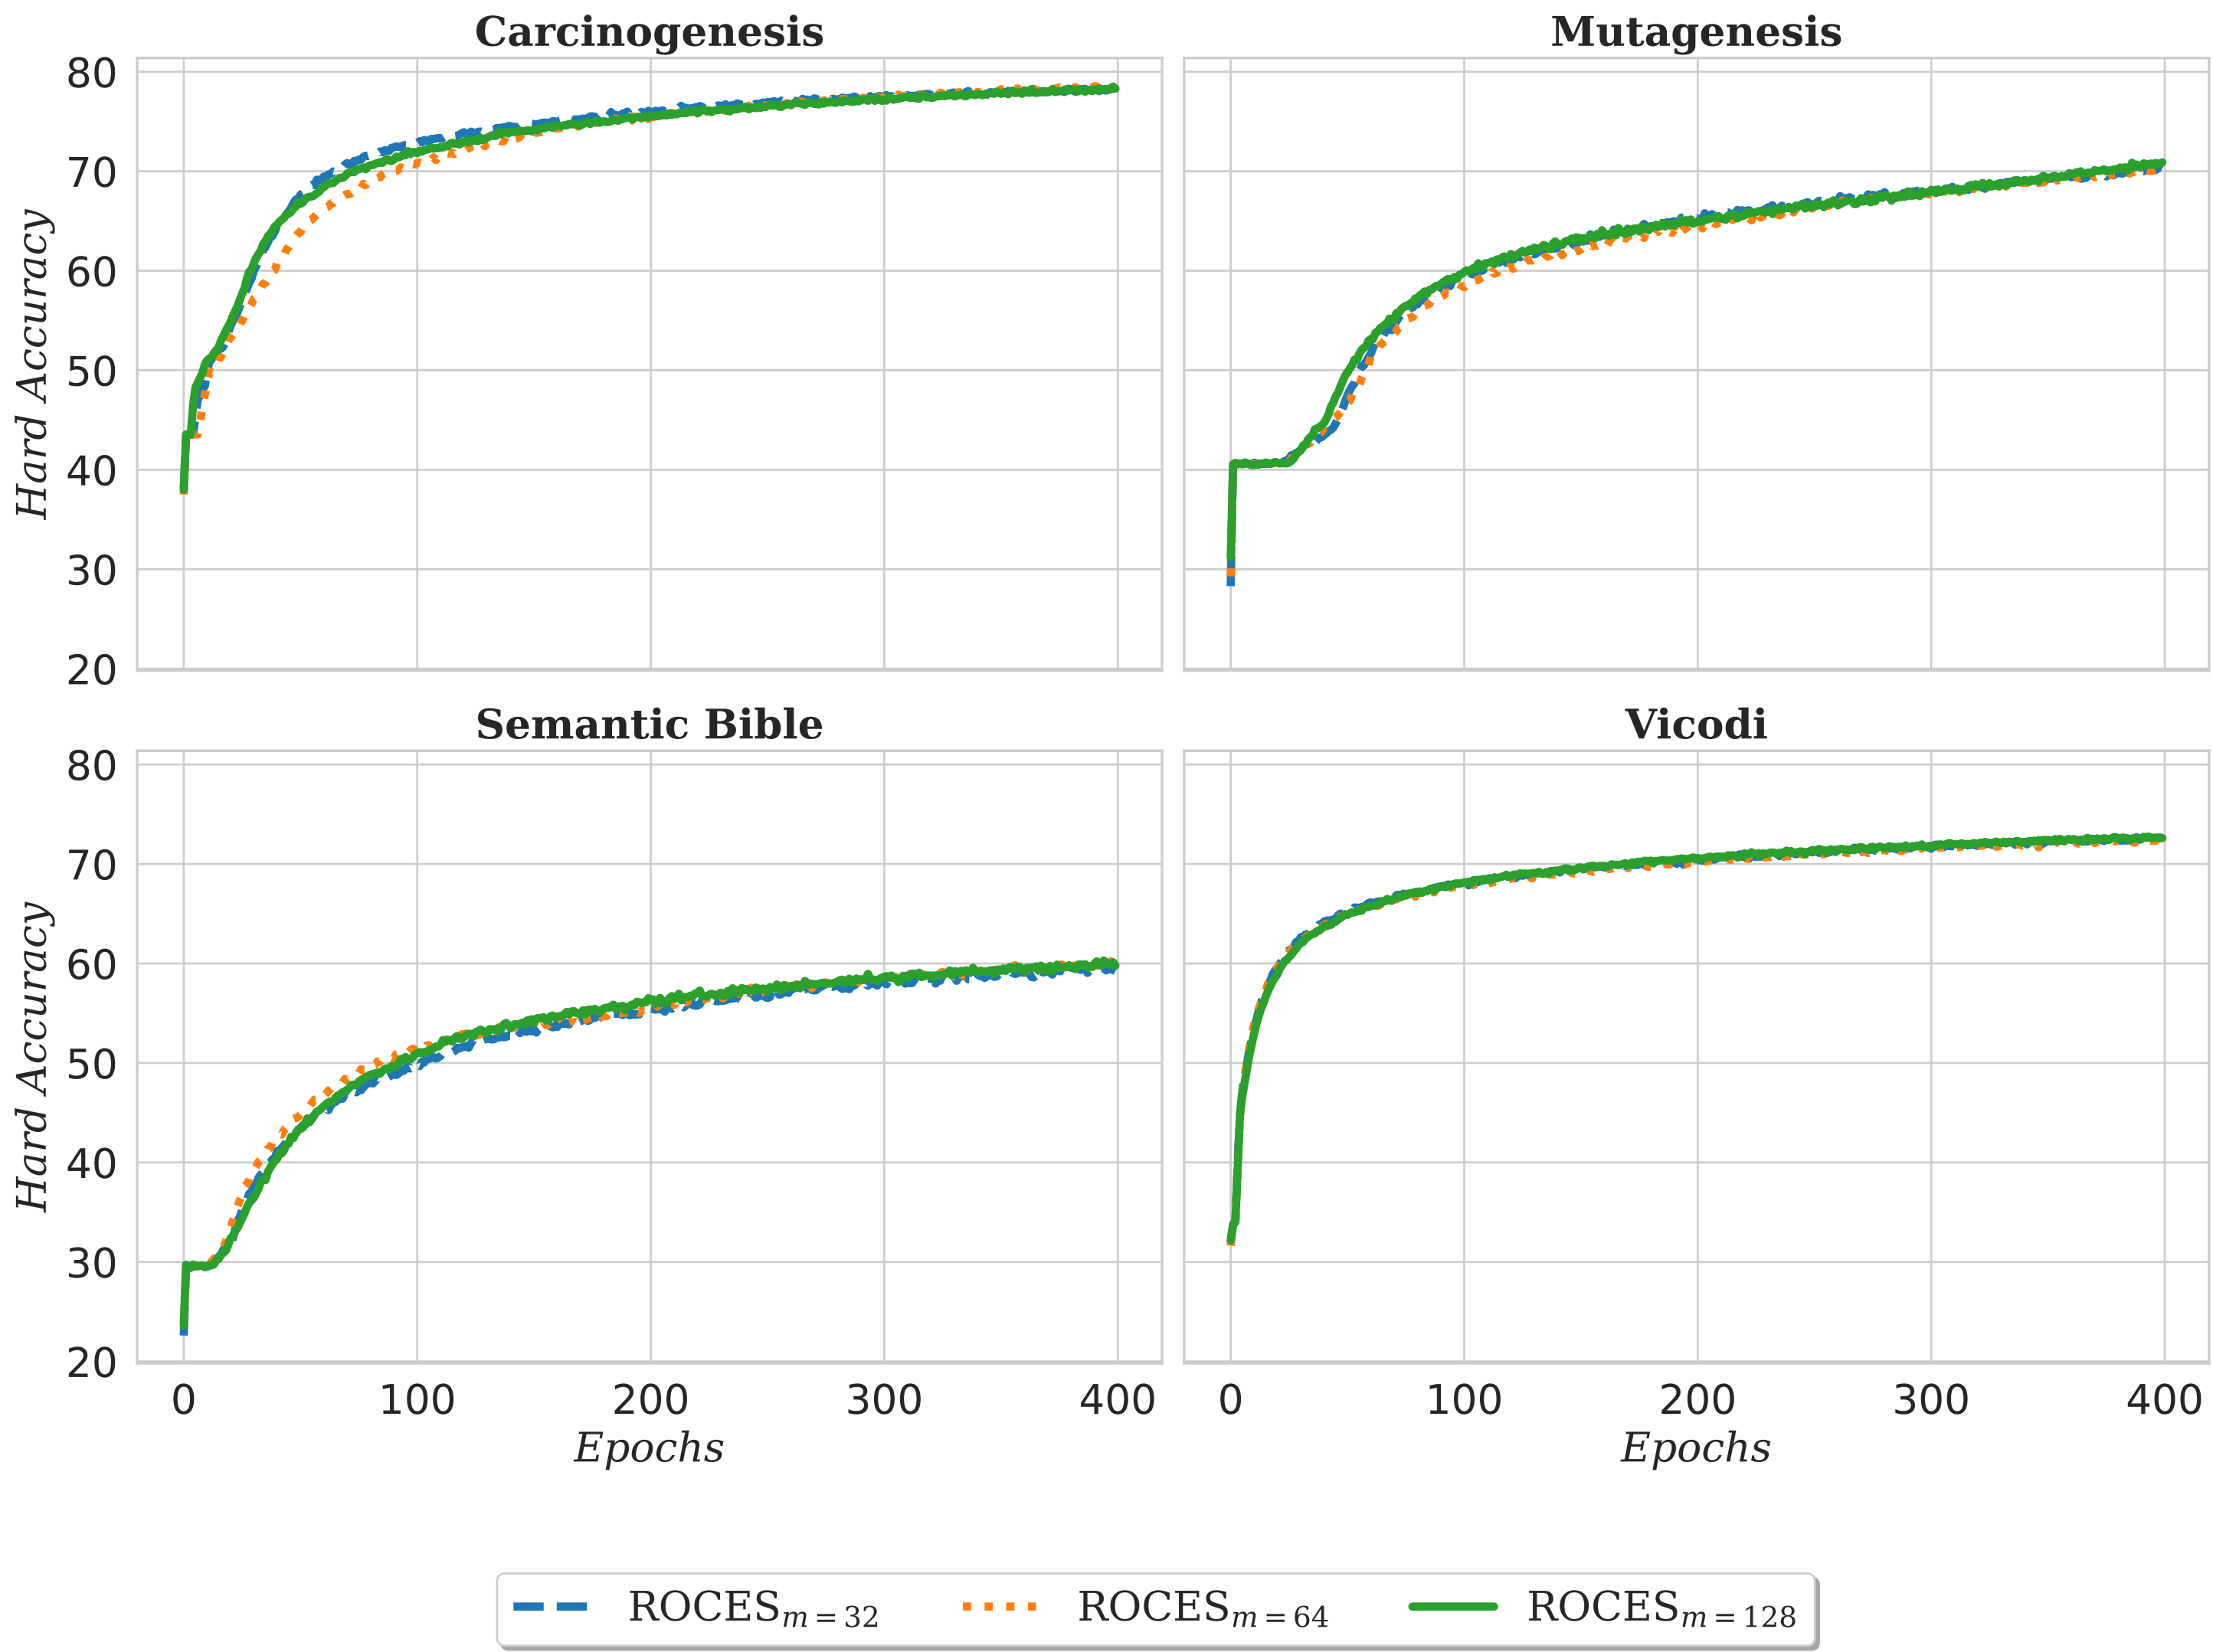 Carcinogenesis
Mutagenesis
80
70
60
50
40
30
20
Hard Accuracy
Semantic Bible
Vicodi
80
70
60
50
40
30
20
Hard Accuracy
0 100 200 300 400
0 100 200 300 400
Epochs
Epochs
ROCES m = 32 ROCES m = 64 ROCES m = 128